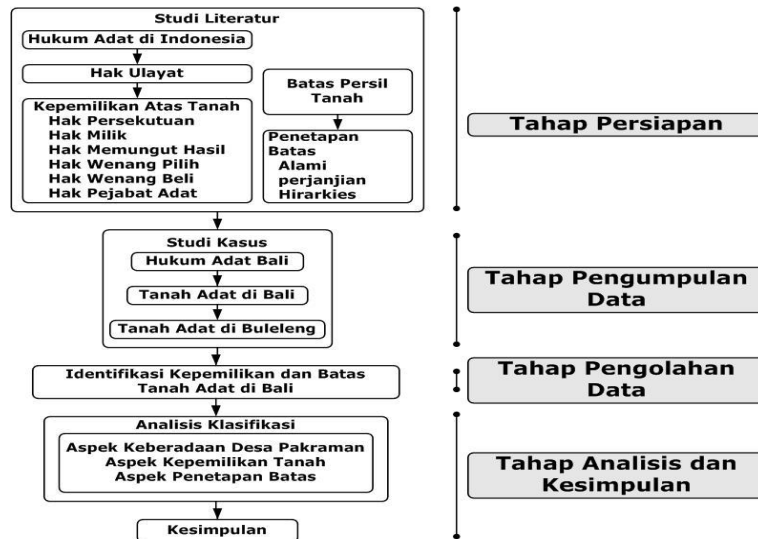 Studi Literatur
Hukum Adat di Indonesia
Hak Ulayat
Kepemilikan Atas Tanah
Hak Persekutuan
Hak Milik
Hak Memungut Hasil
Hak Wenang Pilih
Hak Wenang Beli
Hak Pejabat Adat
Batas Persil
Tanah
Penetapan
Batas
Alami
perjanjian
Hirarkies
Tahap Persiapan
Studi Kasus
Hukum Adat Bali
Tanah Adat di Bali
Tanah Adat di Buleleng
Tahap Pengumpulan
Data
Identifikasi Kepemilikan dan Batas
Tanah Adat di Bali
Tahap Pengolahan
Data
Analisis Klasifikasi
Aspek Keberadaan Desa Pakraman
Aspek Kepemilikan Tanah
Aspek Penetapan Batas
Kesimpulan
Tahap Analisis dan
Kesimpulan